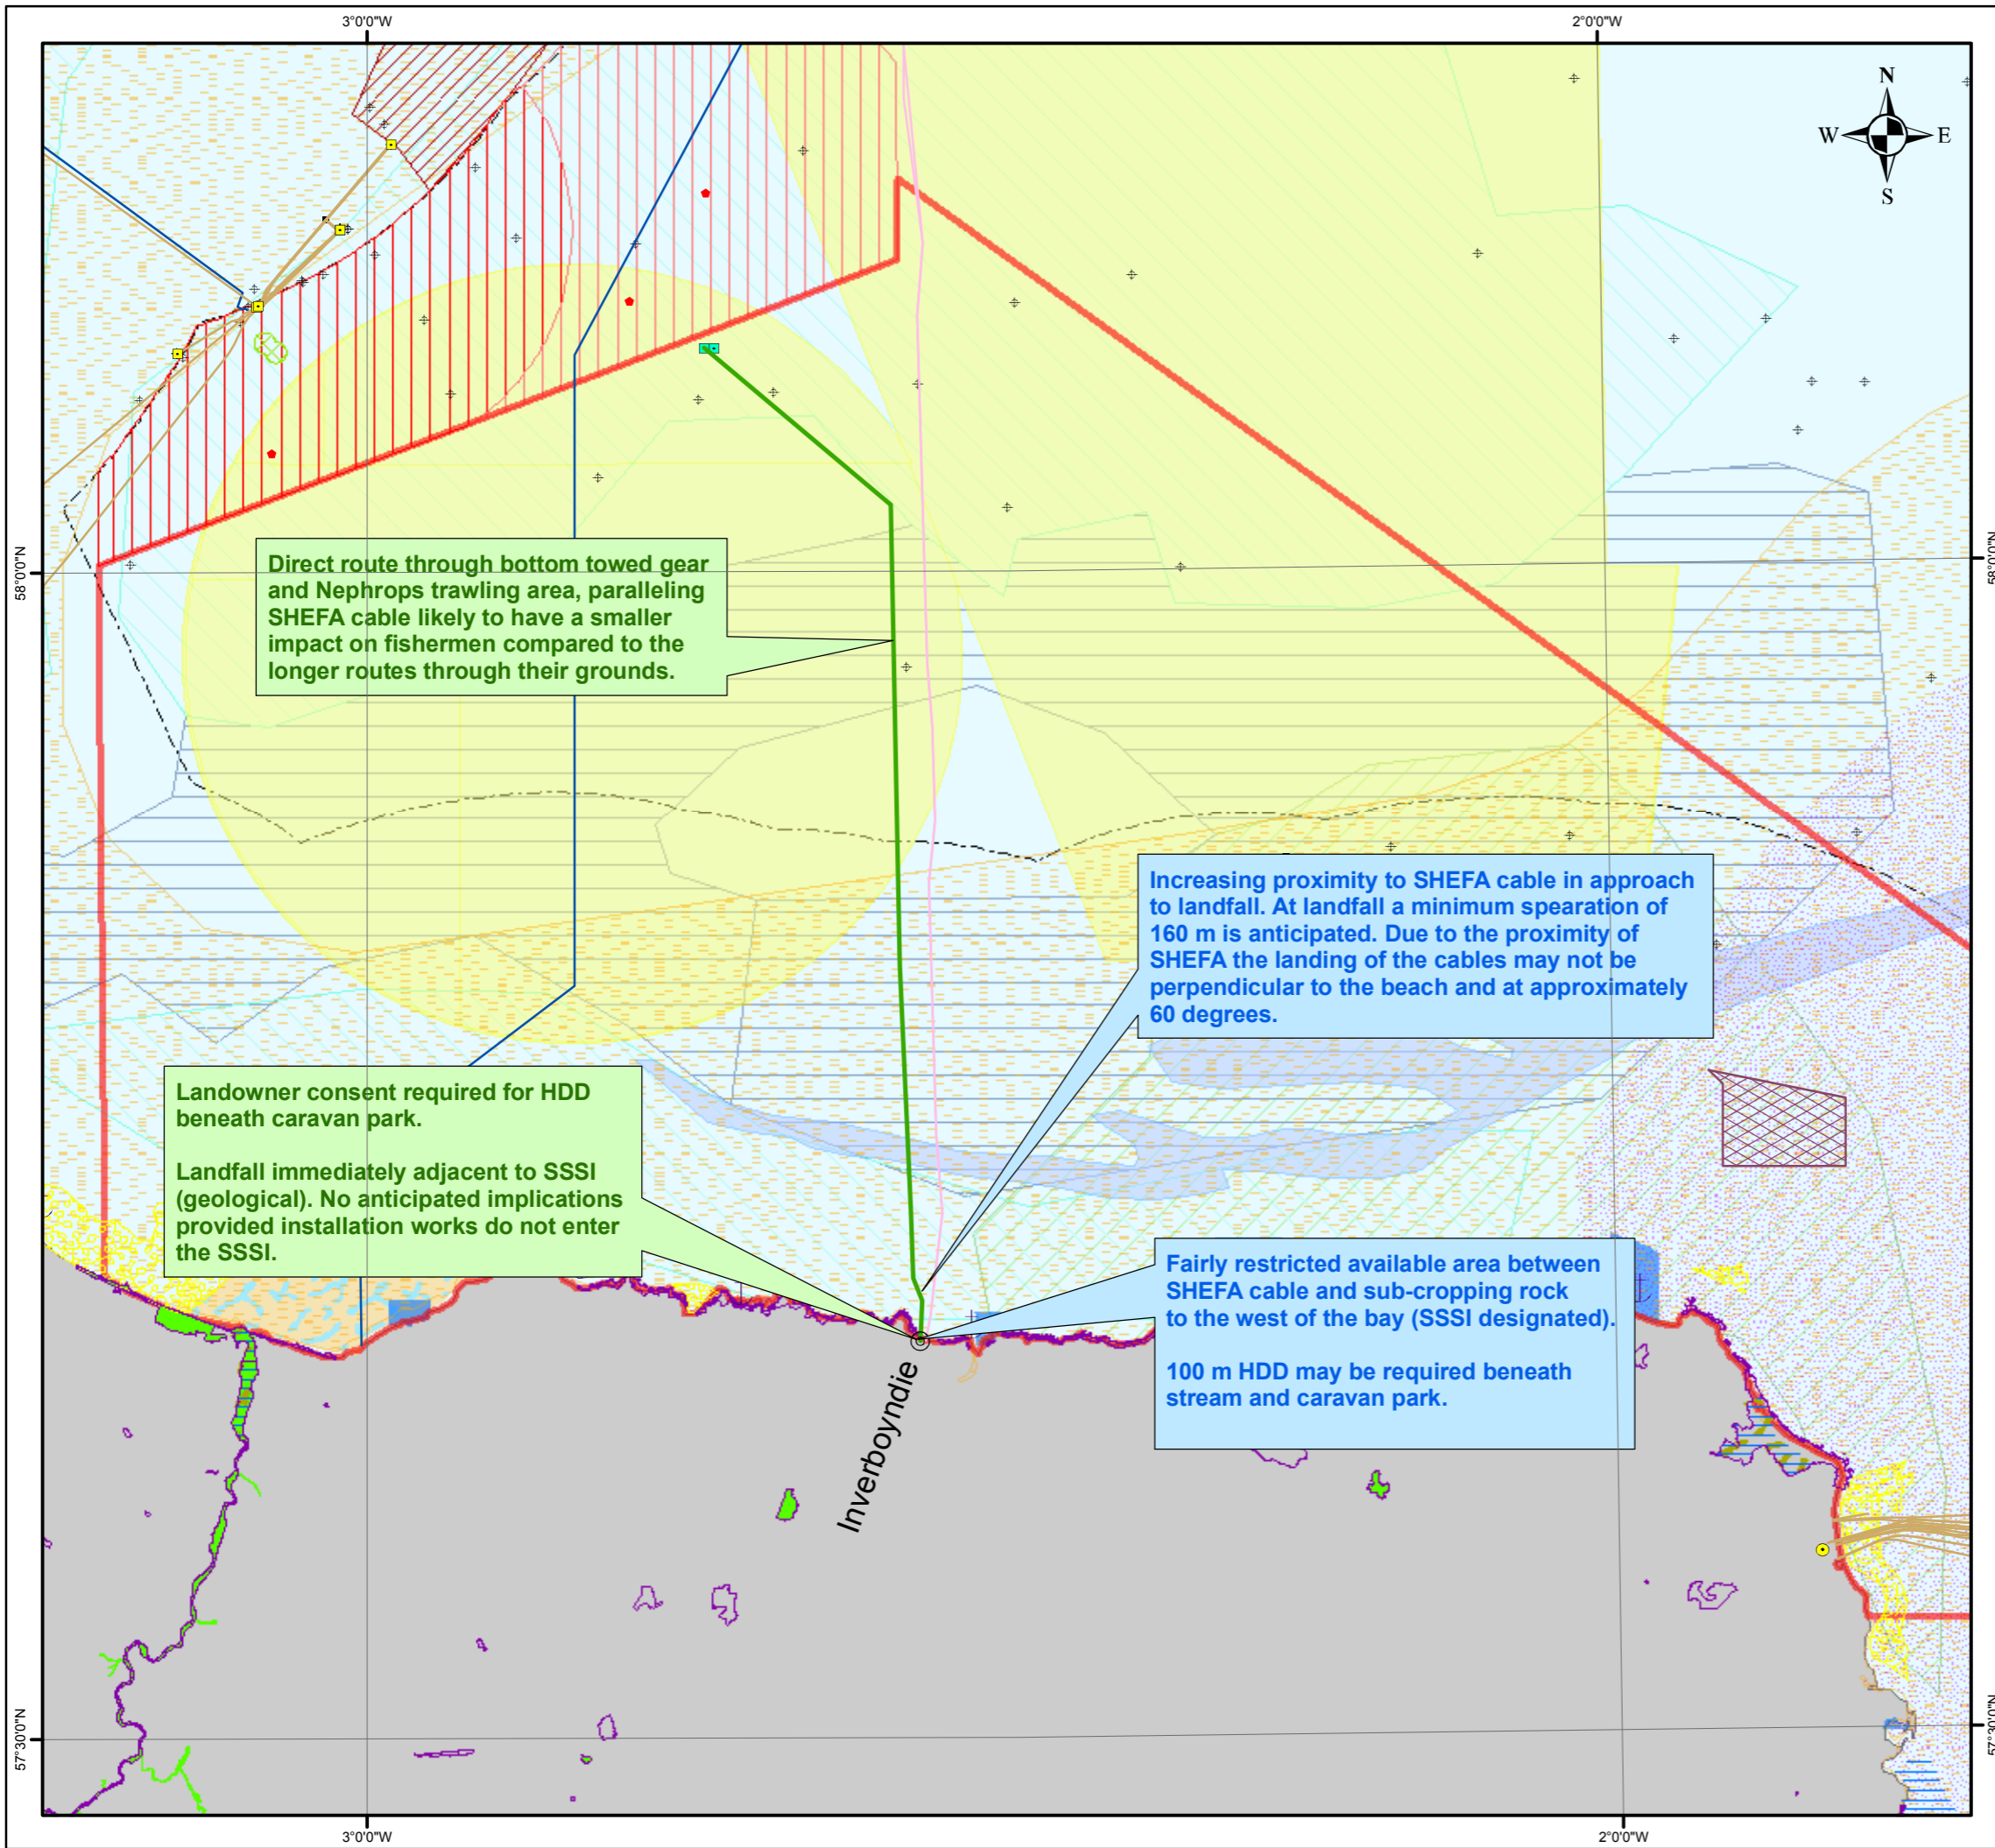 3°0'0"W
2°0'0"W
N
W
E
S
58°0'0"N
58°0'0"N
Direct route through bottom towed gear
and Nephrops trawling area, paralleling
SHEFA cable likely to have a smaller
impact on fishermen compared to the
longer routes through their grounds.
Increasing proximity to SHEFA cable in approach
to landfall. At landfall a minimum spearation of
160 m is anticipated. Due to the proximity of
SHEFA the landing of the cables may not be
perpendicular to the beach and at approximately
60 degrees.
Landowner consent required for HDD
beneath caravan park.
Landfall immediately adjacent to SSSI
(geological). No anticipated implications
provided installation works do not enter
the SSSI.
Fairly restricted available area between
SHEFA cable and sub-cropping rock
to the west of the bay (SSSI designated).
100 m HDD may be required beneath
stream and caravan park.
Inverboyndie
57°30'0"N
57°30'0"N
3°0'0"W
2°0'0"W